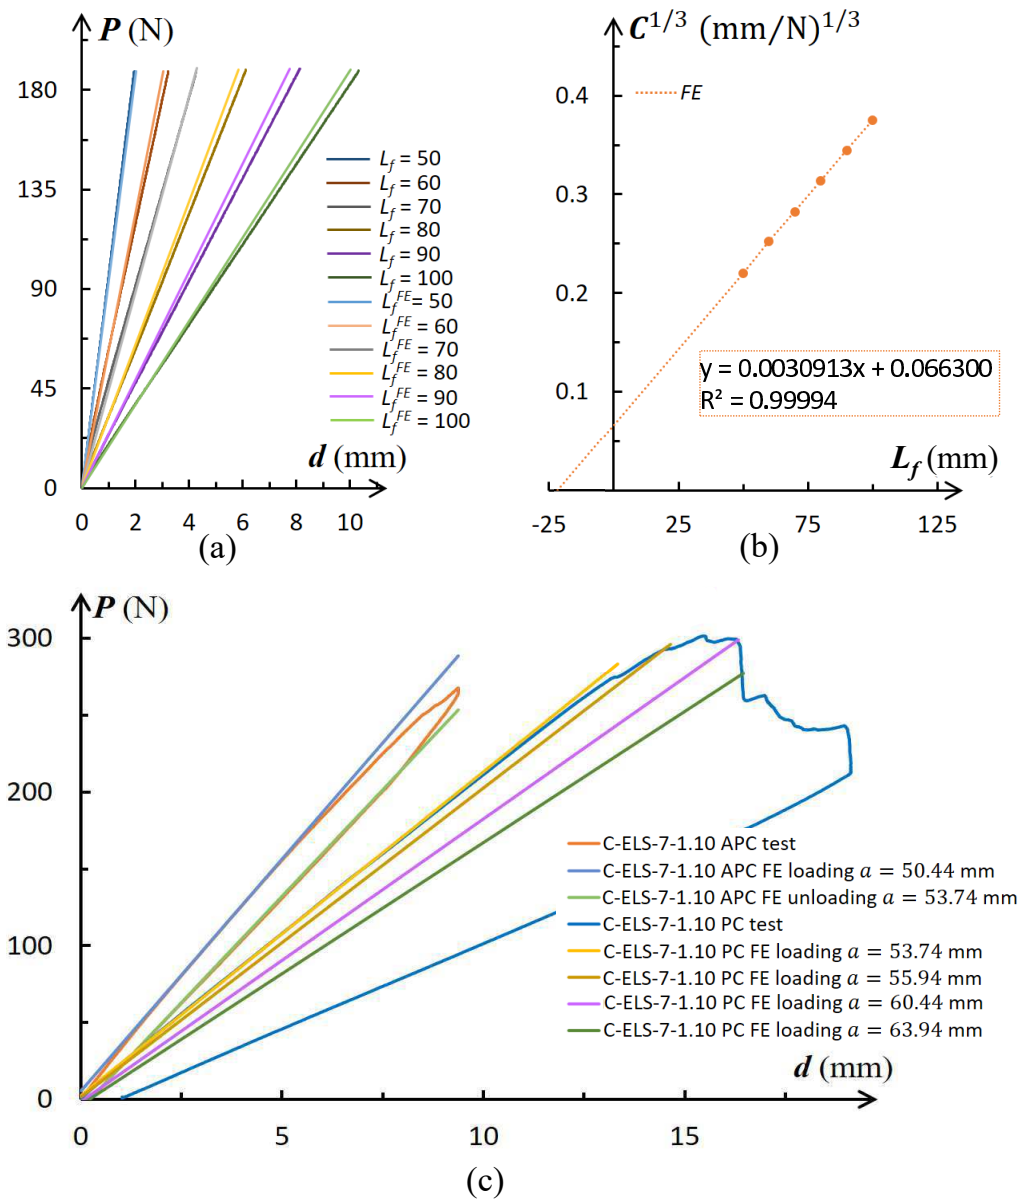 P (N)
180
135
90
45
0
0 2 4 6 8 10
d (mm)
L_f = 50
L_f = 60
L_f = 70
L_f = 80
L_f = 90
L_f = 100
L_f^FE = 50
L_f^FE = 60
L_f^FE = 70
L_f^FE = 80
L_f^FE = 90
L_f^FE = 100
(a)
C^1/3 (mm/N)^1/3
0.4
0.3
0.2
0.1
FE
y = 0.0030913x + 0.066300
R² = 0.99994
L_f (mm)
-25 25 75 125
(b)
P (N)
300
200
100
0
0 5 10 15
C-ELS-7-1.10 APC test
C-ELS-7-1.10 APC FE loading a = 50.44 mm
C-ELS-7-1.10 APC FE unloading a = 53.74 mm
C-ELS-7-1.10 PC test
C-ELS-7-1.10 PC FE loading a = 53.74 mm
C-ELS-7-1.10 PC FE loading a = 55.94 mm
C-ELS-7-1.10 PC FE loading a = 60.44 mm
C-ELS-7-1.10 PC FE loading a = 63.94 mm
d (mm)
(c)